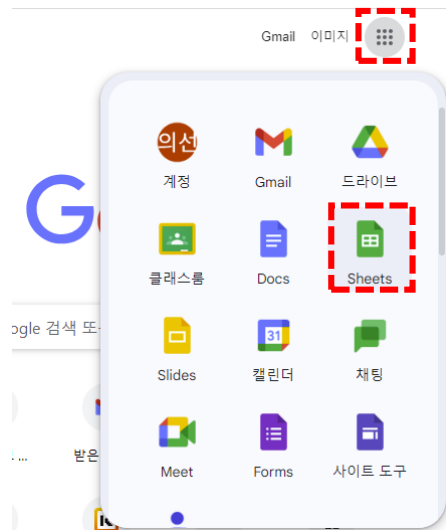 Gmail 이미지
의선
계정 Gmail 드라이브
클래스룸 Docs Sheets
ogle 검색 또
31
Slides 캘린더 채팅
받은
Meet Forms 사이트 도구